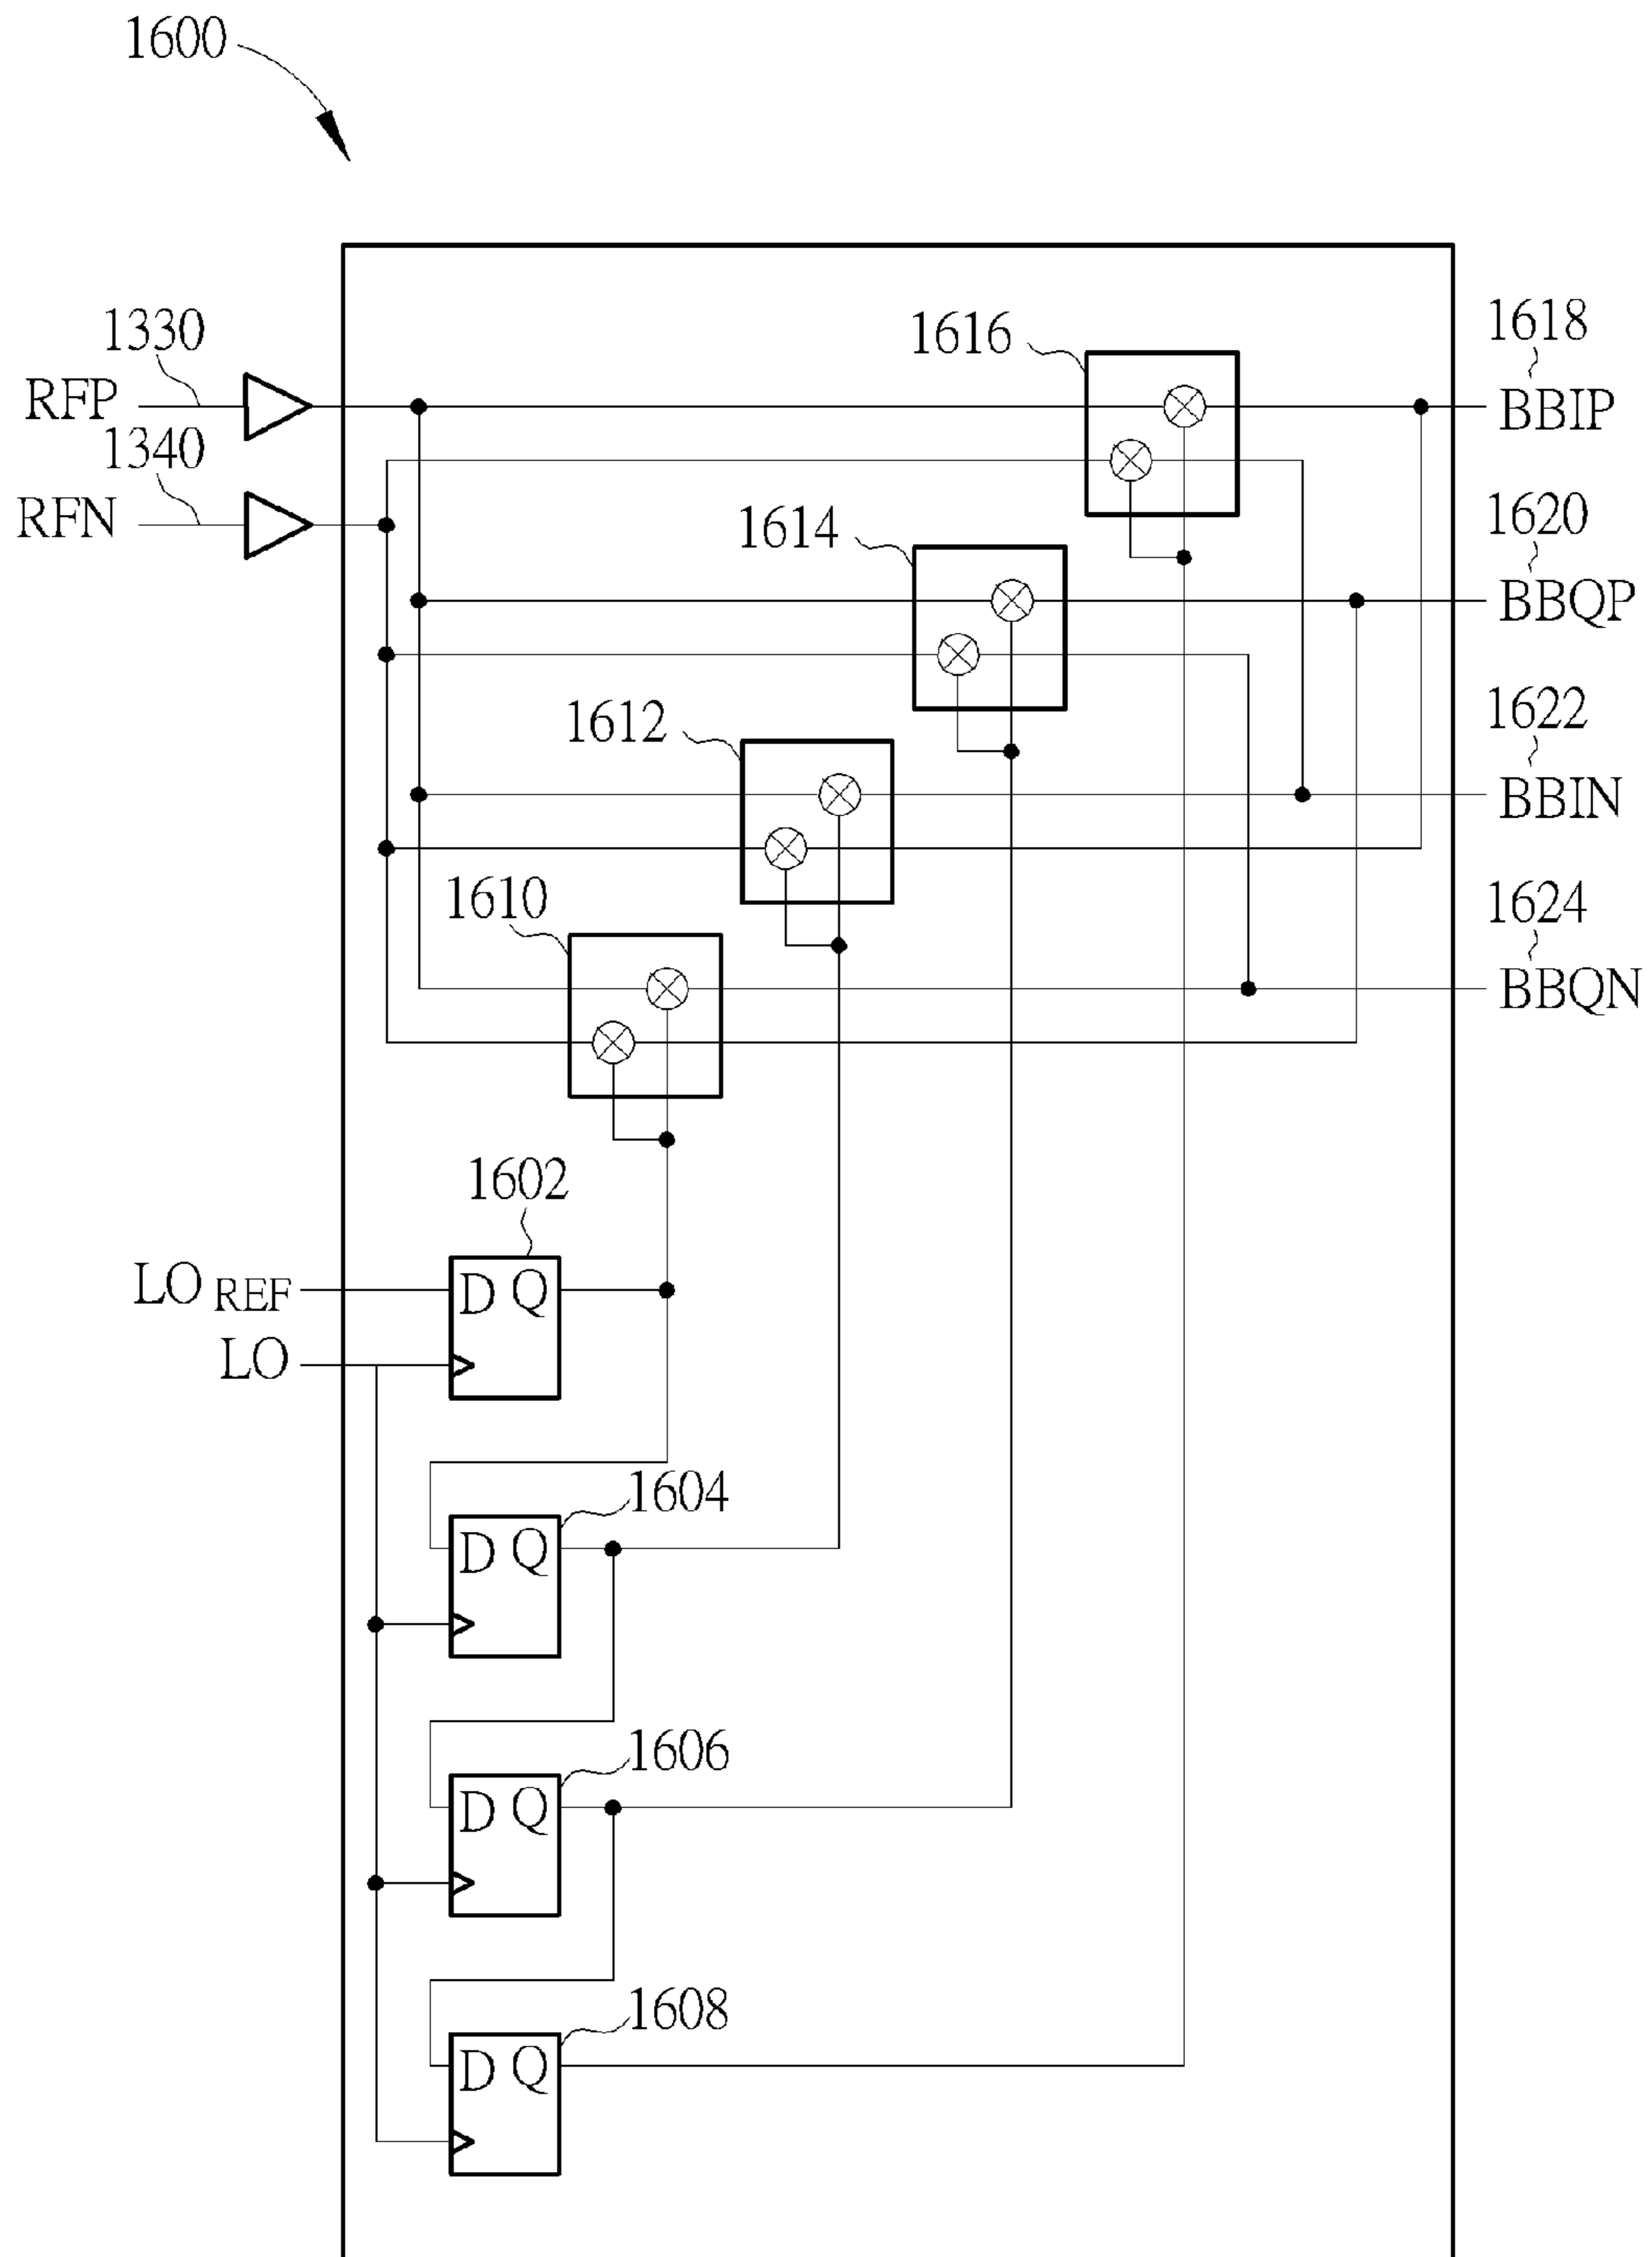 1600
1330
RFP
1340
RFN
1616
1618
BBIP
1614
1620
BBQP
1612
1622
BBIN
1610
1624
BBQN
1602
LO REF
D Q
LO
1604
D Q
1606
D Q
1608
D Q